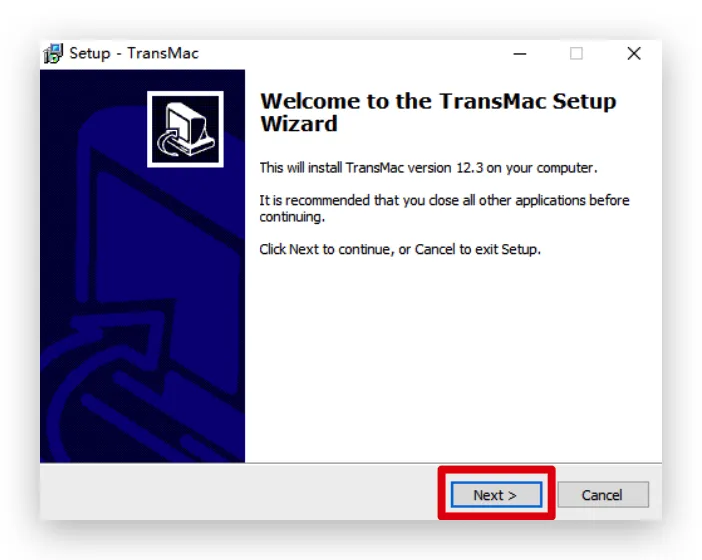 Setup - TransMac
Welcome to the TransMac Setup
Wizard
This will install TransMac version 12.3 on your computer.
It is recommended that you close all other applications before
continuing.
Click Next to continue, or Cancel to exit Setup.
Next >
Cancel